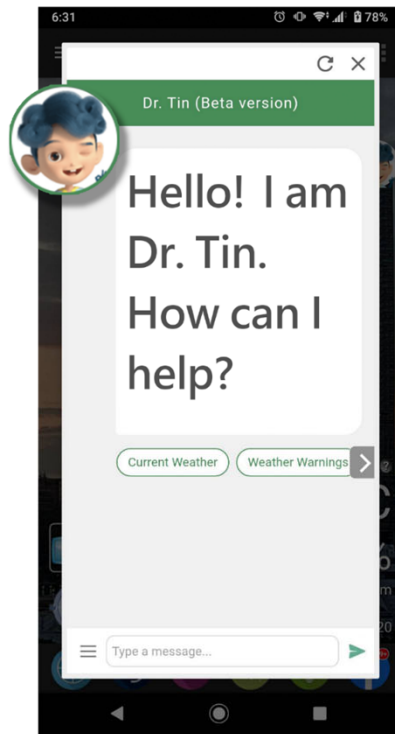 6:31
78%
Dr. Tin (Beta version)
Hello! I am
Dr. Tin.
How can I
help?
Current Weather
Weather Warnings
Type a message...